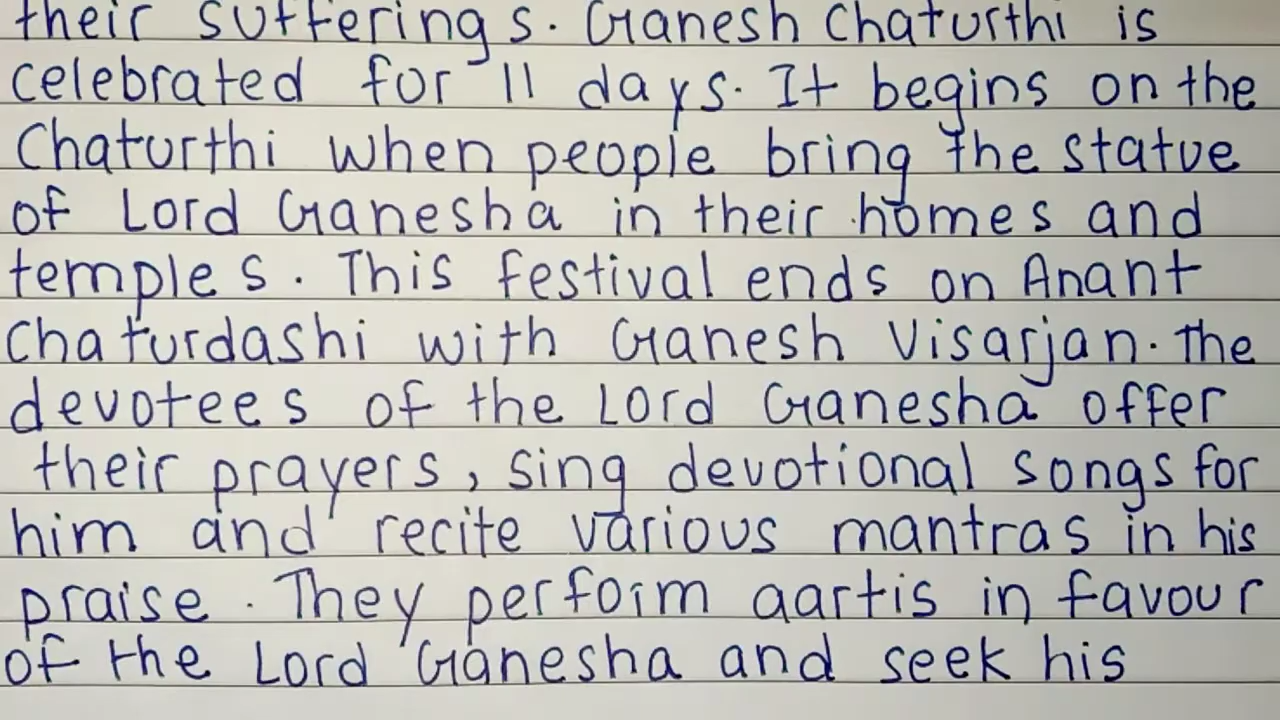 their sufferings. Ganesh Chaturthi is
celebrated for 11 days. It begins on the
Chaturthi when people bring the statue
of Lord Ganesha in their homes and
temples. This festival ends on Anant
Chaturdashi with Ganesh Visarjan. The
devotees of the Lord Ganesha offer
their prayers, sing devotional songs for
him and recite various mantras in his
praise. They perform aartis in favour
of the Lord Ganesha and seek his